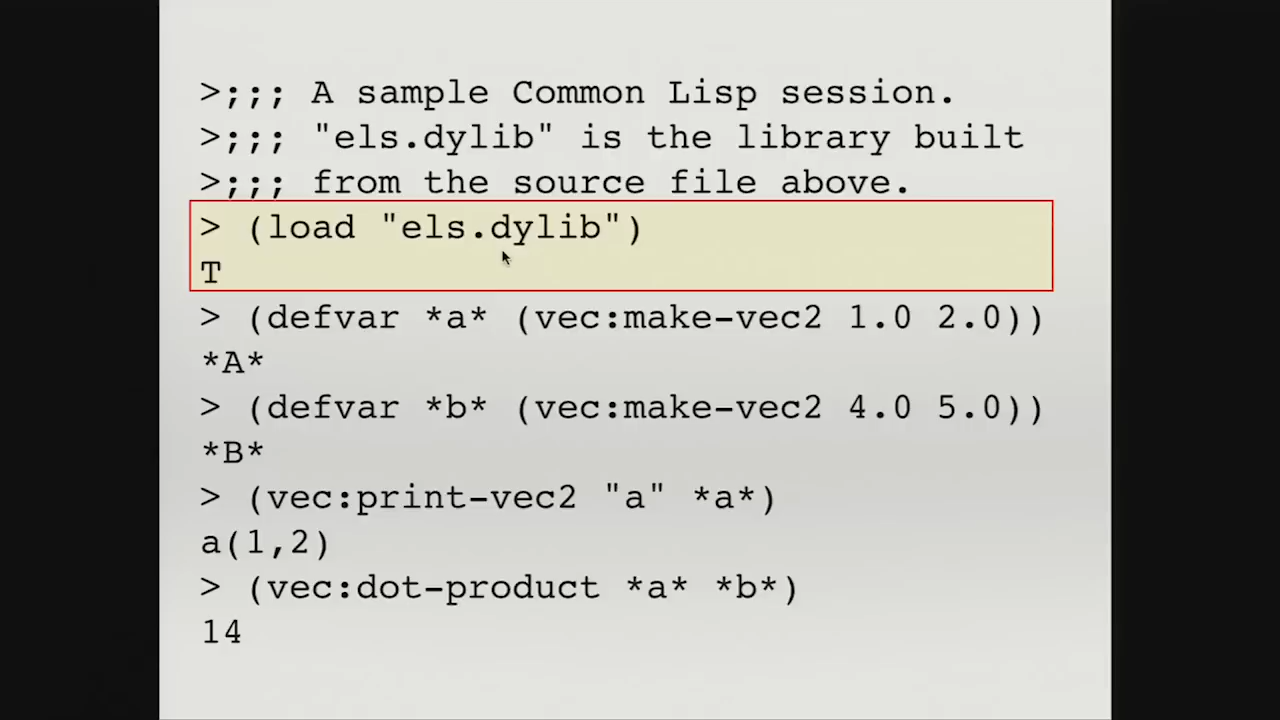 >;;; A sample Common Lisp session.
>;;; "els.dylib" is the library built
>;;; from the source file above.
> (load "els.dylib")
T
> (defvar *a* (vec:make-vec2 1.0 2.0))
*A*
> (defvar *b* (vec:make-vec2 4.0 5.0))
*B*
> (vec:print-vec2 "a" *a*)
a(1,2)
> (vec:dot-product *a* *b*)
14